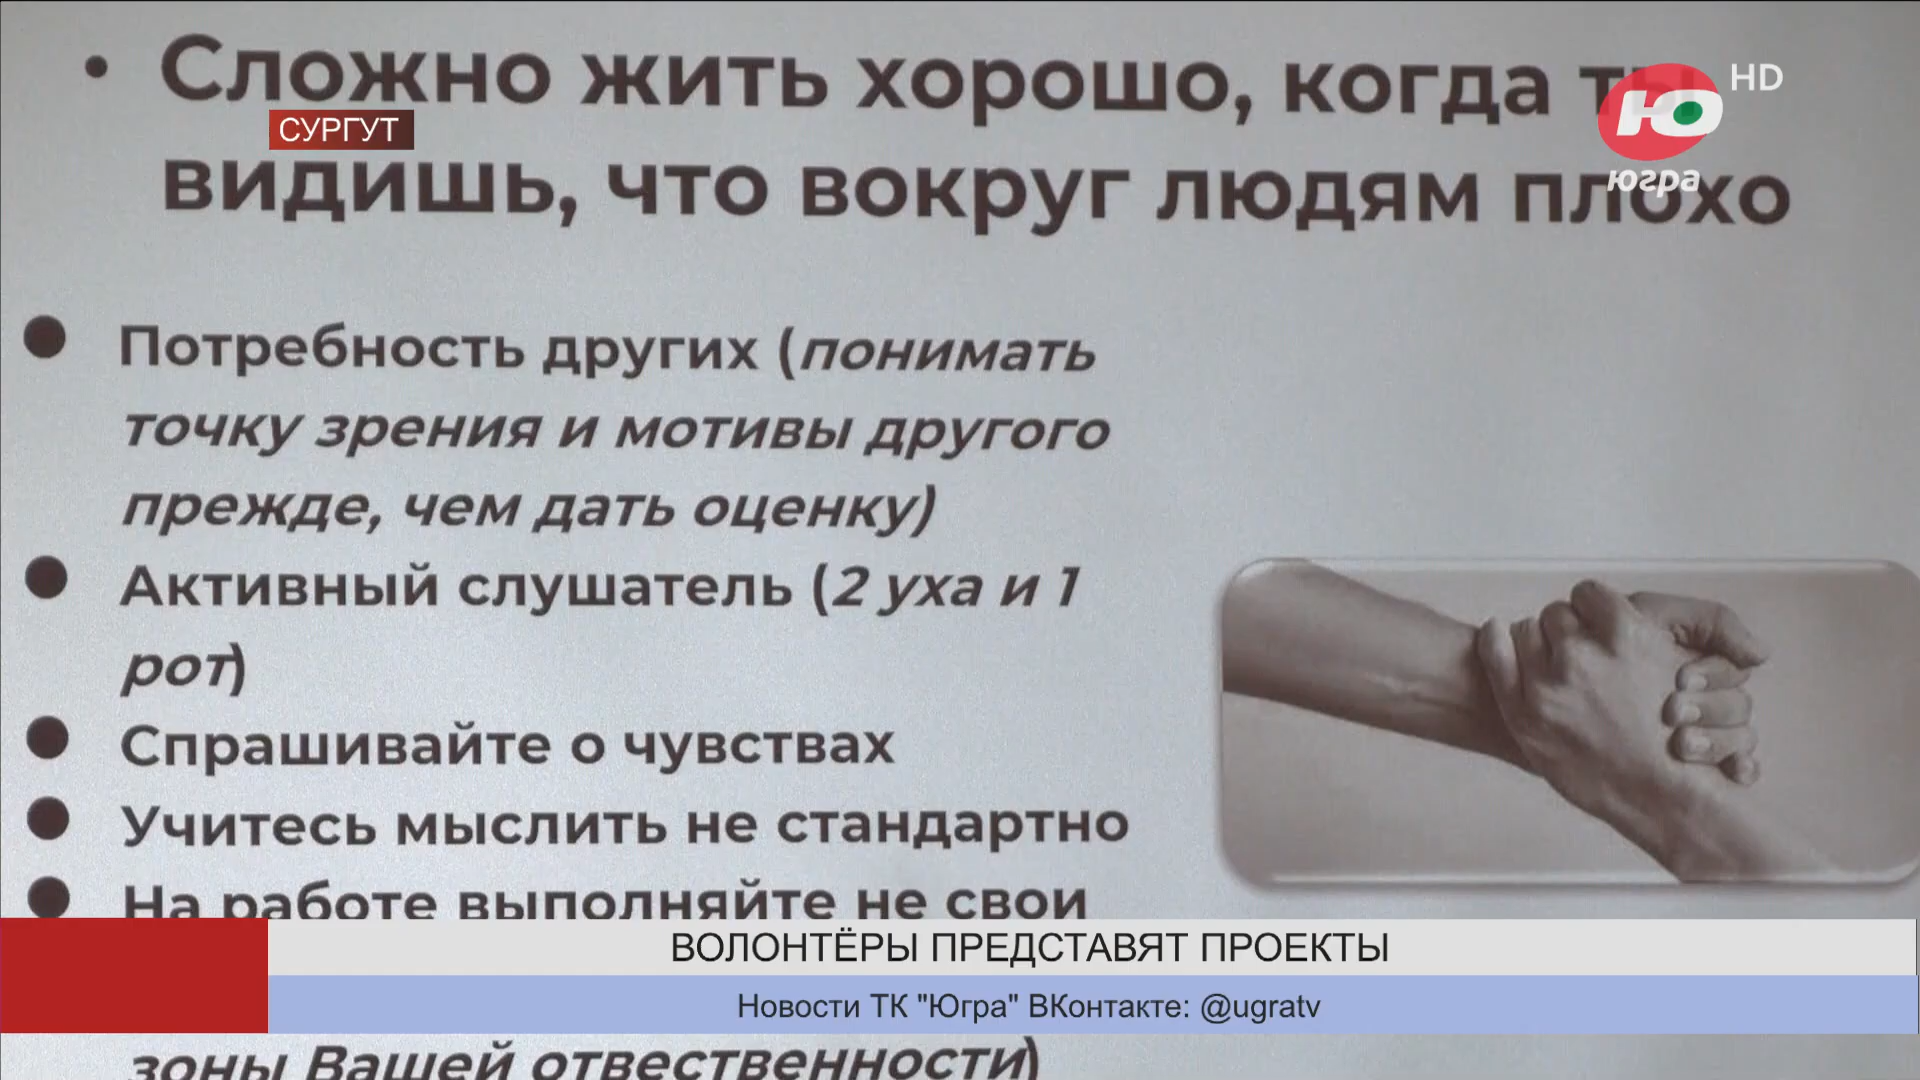 • Сложно жить хорошо, когда ты
HD
СУРГУТ
Ю
югра
видишь, что вокруг людям плохо
● Потребность других (понимать
точку зрения и мотивы другого
прежде, чем дать оценку)
● Активный слушатель (2 уха и 1
рот)
● Спрашивайте о чувствах
● Учитесь мыслить не стандартно
● На работе выполняйте не свои
ВОЛОНТЁРЫ ПРЕДСТАВЯТ ПРОЕКТЫ
Новости ТК "Югра" ВКонтакте: @ugratv
зоны Вашей отвественности)